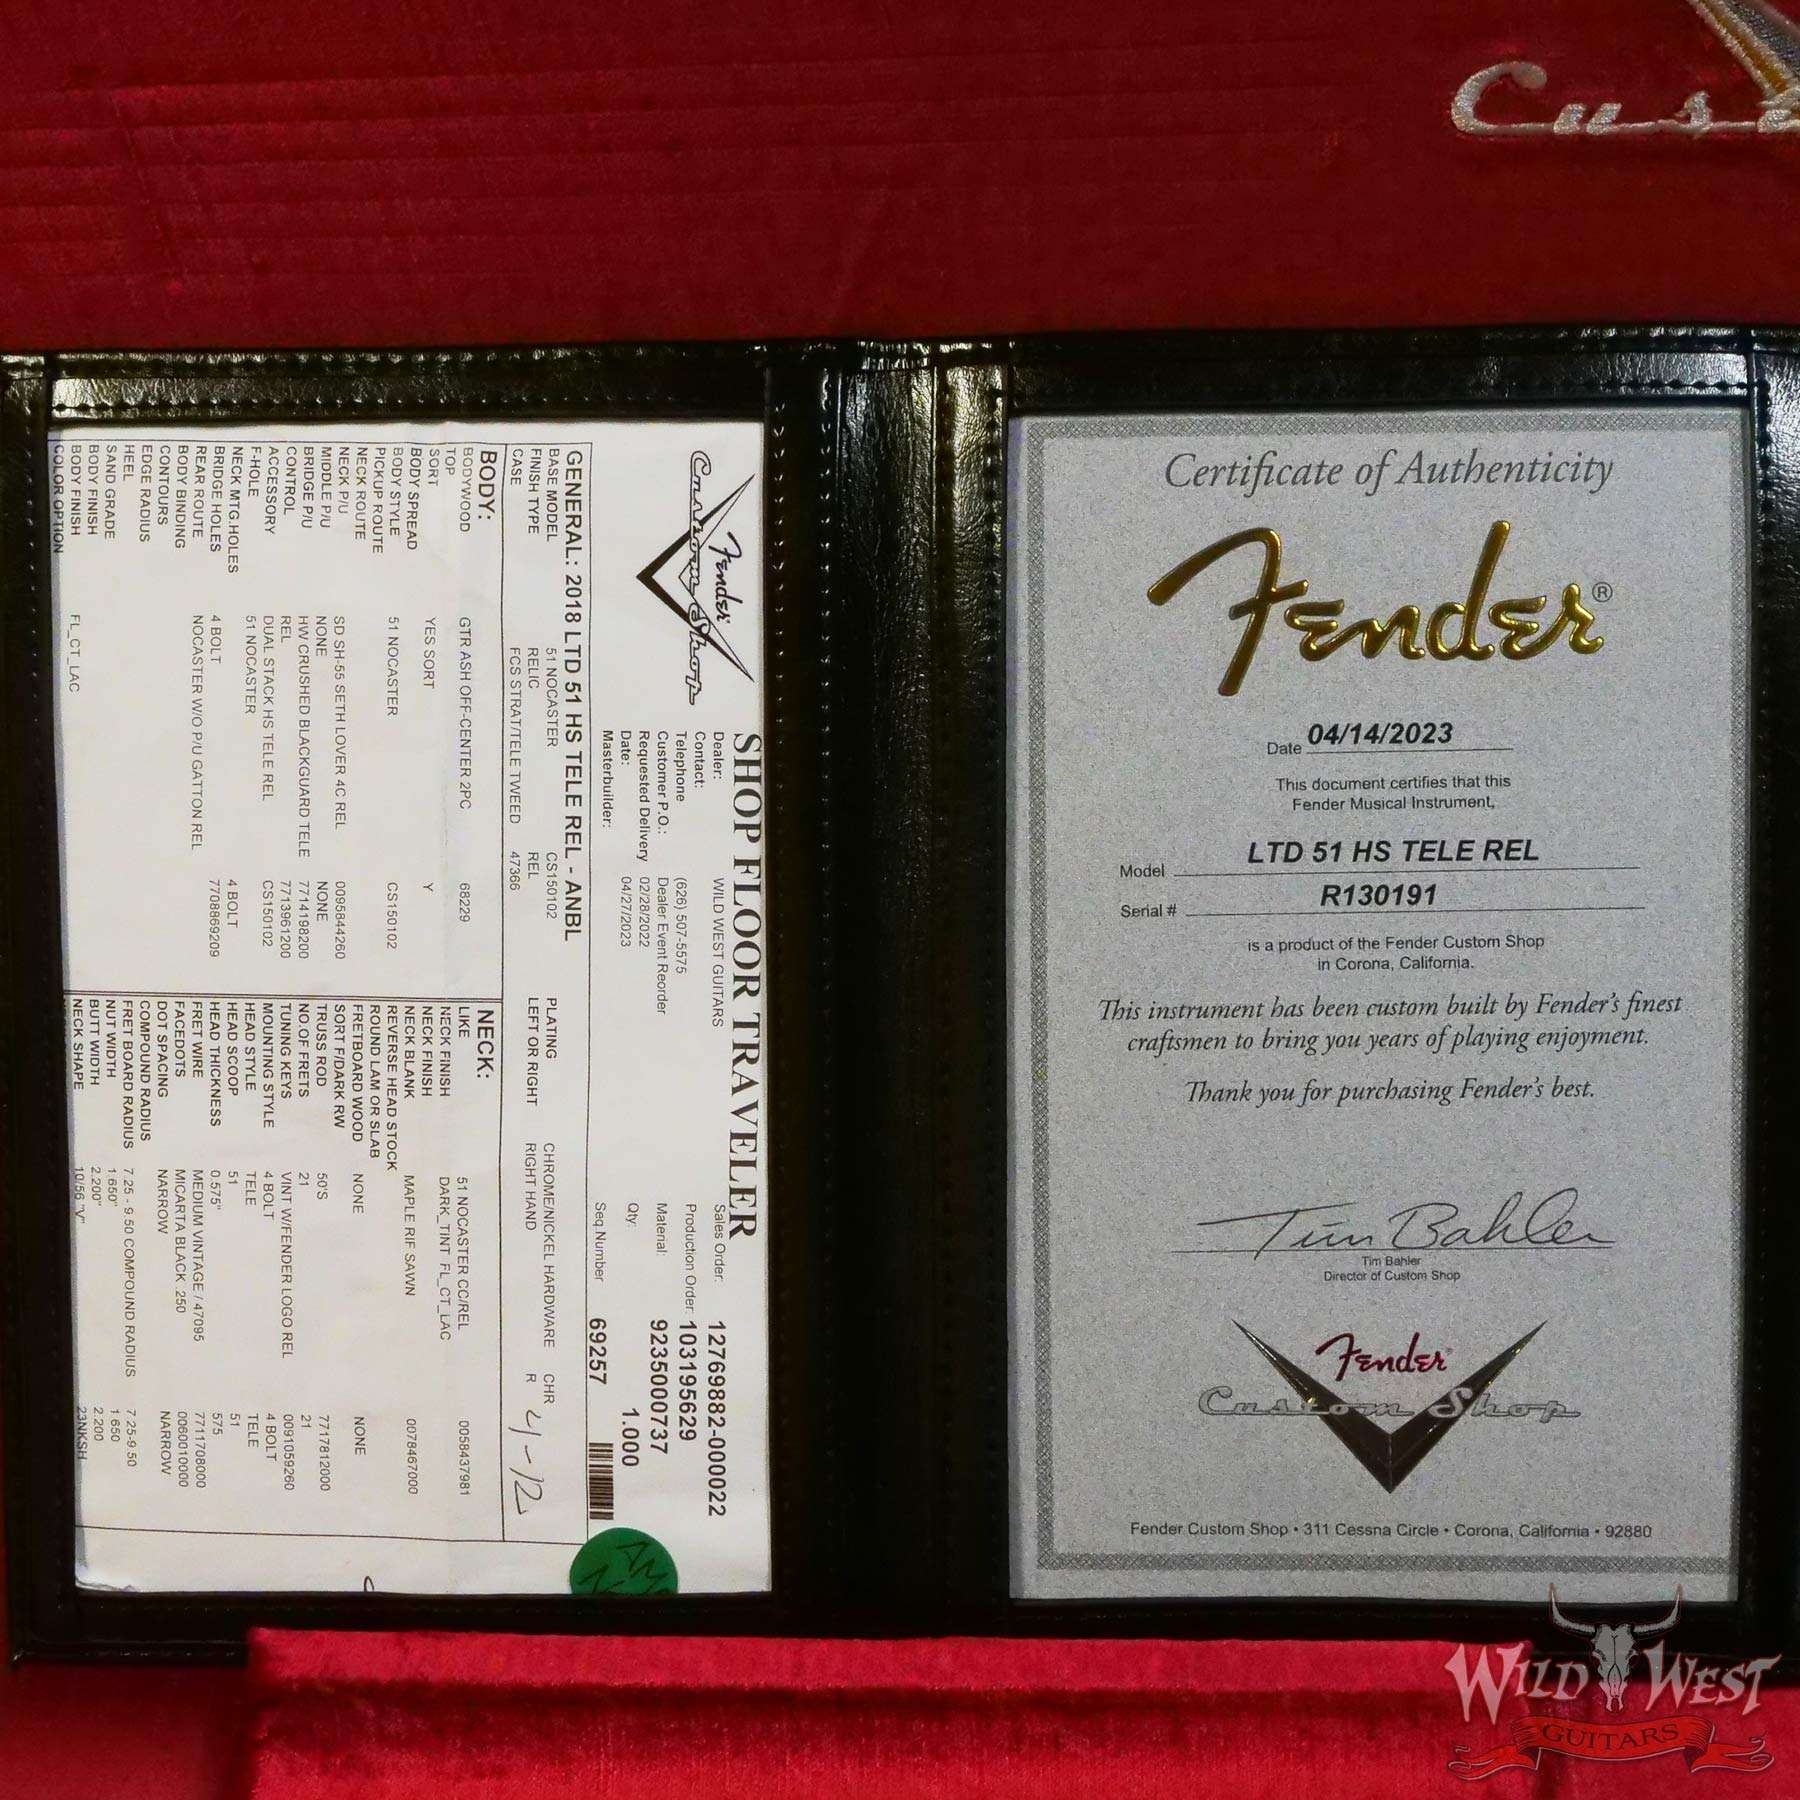 Cus
Fender
Custom Shop
SHOP FLOOR TRAVELER
Dealer: WILD WEST GUITARS
Contact:
Telephone (626) 507-5575
Customer P.O.: Dealer Event Reorder
Requested Delivery 02/28/2022
Date: 04/27/2023
Masterbuilder:
Sales Order: 12769882-000022
Production Order: 103195629
Material: 9235000737
Qty: 1.000
Seq Number 69257
GENERAL: 2018 LTD 51 HS TELE REL - ANBL
BASE MODEL 51 NOCASTER CS150102 PLATING CHROME/NICKEL HARDWARE CHR
FINISH TYPE RELIC REL LEFT OR RIGHT RIGHT HAND R
CASE FCS STRAT/TELE TWEED 47366
4-12
BODY:
BODYWOOD GTR ASH OFF-CENTER 2PC 68229
TOP
SORT YES SORT Y
BODY SPREAD
BODY STYLE 51 NOCASTER CS150102
PICKUP ROUTE
NECK ROUTE
NECK P/U SD SH-55 SETH LOVER 4C REL 0095844260
MIDDLE P/U NONE NONE
BRIDGE P/U HW CRUSHED BLACKGUARD TELE 7714198200
CONTROL REL 7713961200
ACCESSORY DUAL STACK HS TELE REL CS150102
F-HOLE 51 NOCASTER
NECK MTG.HOLES 4 BOLT
BRIDGE HOLES 4 BOLT 7708869209
REAR ROUTE NOCASTER W/O P/U GATTON REL
BODY BINDING
CONTOURS
EDGE RADIUS
HEEL
SAND GRADE
BODY FINISH
BODY FINISH FL_CT_LAC
COLOR OPTION
NECK:
LIKE 51 NOCASTER CC/REL 0058437981
NECK FINISH DARK_TINT FL_CT_LAC
NECK FINISH
NECK BLANK MAPLE RIF SAWN 0078467000
REVERSE HEAD STOCK
ROUND LAM OR SLAB
FRETBOARD WOOD NONE NONE
SORT F/DARK RW
TRUSS ROD 50'S 7717812000
NO.OF FRETS 21 21
TUNING KEYS VINT W/FENDER LOGO REL 0091059260
MOUNTING STYLE 4 BOLT 4 BOLT
HEAD STYLE TELE TELE
HEAD SCOOP 51 51
HEAD THICKNESS 0.575" 575
FRET WIRE MEDIUM VINTAGE / 47095 7711708000
FACEDOTS MICARTA BLACK .250 0060010000
DOT SPACING NARROW NARROW
COMPOUND RADIUS
FRET BOARD RADIUS 7.25 - 9.50 COMPOUND RADIUS 7.25-9.50
NUT WIDTH 1.650" 1.650
BUTT WIDTH 2.200" 2.200
NECK SHAPE 10/56 "V" 23NKSH
Certificate of Authenticity
Fender®
Date 04/14/2023
This document certifies that this
Fender Musical Instrument,
Model LTD 51 HS TELE REL
Serial # R130191
is a product of the Fender Custom Shop
in Corona, California.
This instrument has been custom built by Fender's finest
craftsmen to bring you years of playing enjoyment.
Thank you for purchasing Fender's best.
Tim Bahler
Tim Bahler
Director of Custom Shop
Fender
Custom Shop
Fender Custom Shop • 311 Cessna Circle • Corona, California • 92880
WILD WEST
GUITARS